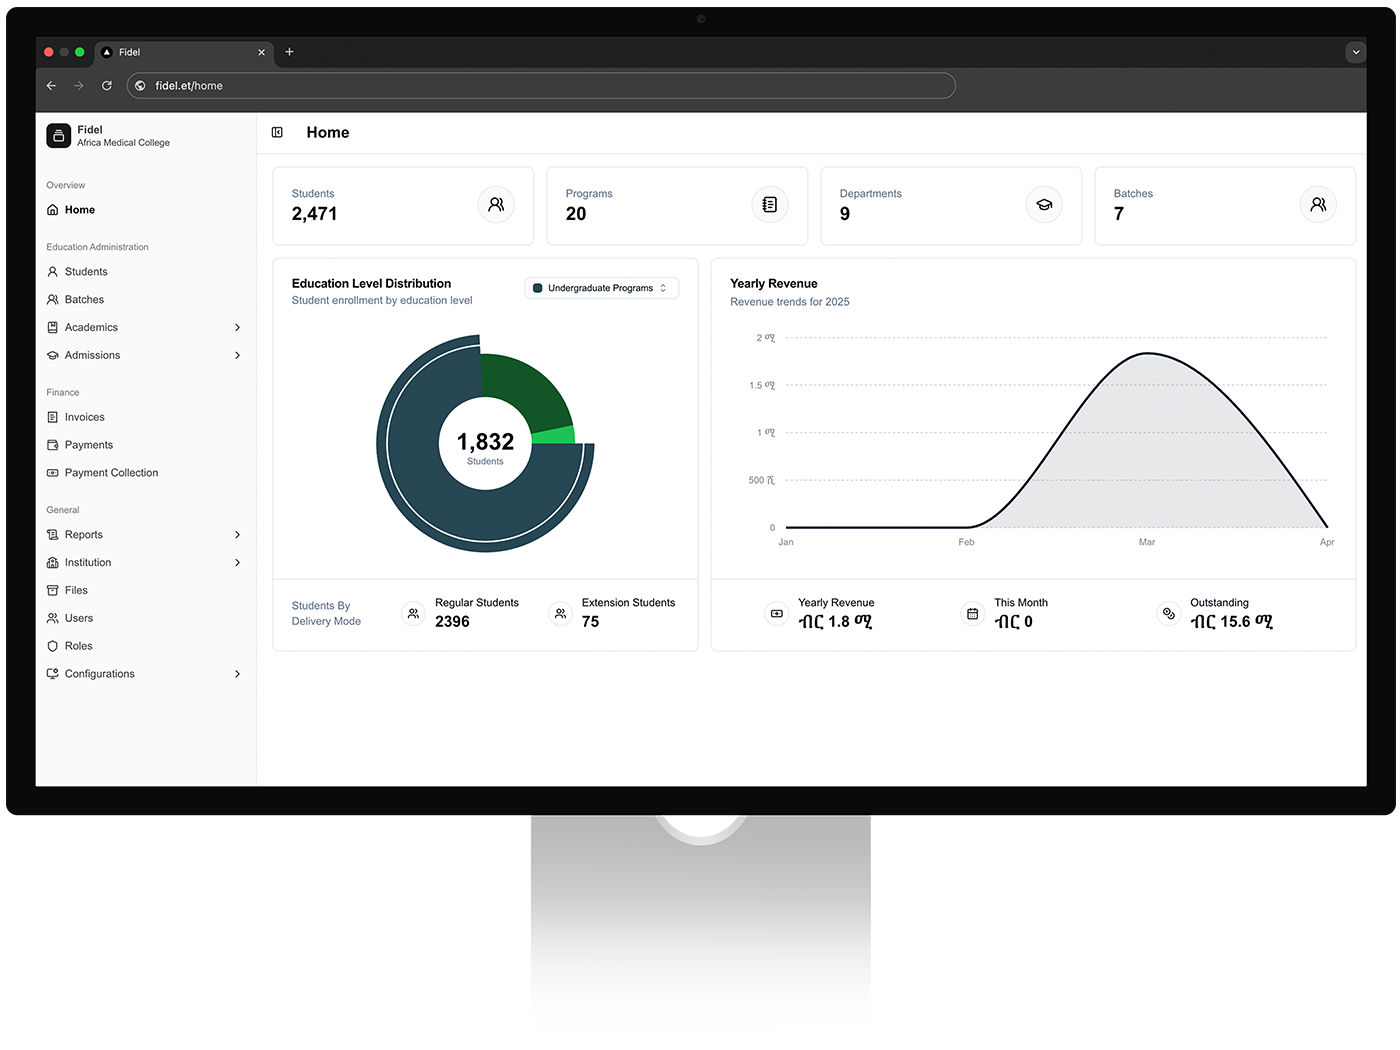 Fidel
fidel.et/home
Fidel
Africa Medical College
Overview
Home
Education Administration
Students
Batches
Academics
Admissions
Finance
Invoices
Payments
Payment Collection
General
Reports
Institution
Files
Users
Roles
Configurations
Home
Students
2,471
Programs
20
Departments
9
Batches
7
Education Level Distribution
Student enrollment by education level
Undergraduate Programs
1,832
Students
Students By
Delivery Mode
Regular Students
2396
Extension Students
75
Yearly Revenue
Revenue trends for 2025
2 ሚ
1.5 ሚ
1 ሚ
500 ሺ
0
Jan
Feb
Mar
Apr
Yearly Revenue
ብር 1.8 ሚ
This Month
ብር 0
Outstanding
ብር 15.6 ሚ